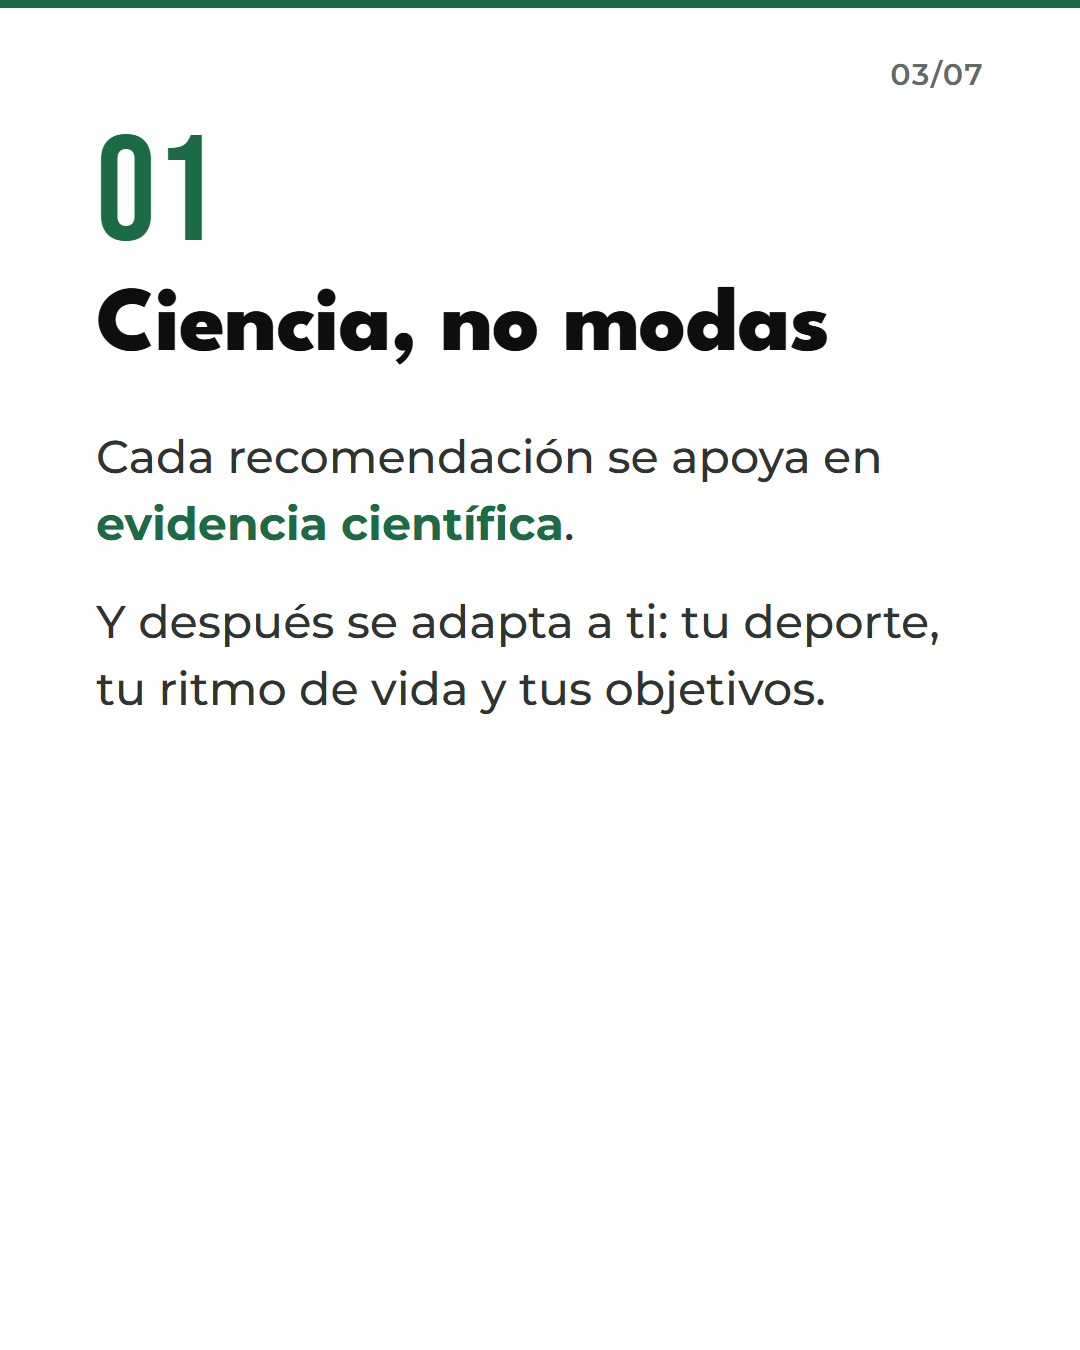 03/07
01
Ciencia, no modas
Cada recomendación se apoya en
evidencia científica.
Y después se adapta a ti: tu deporte,
tu ritmo de vida y tus objetivos.